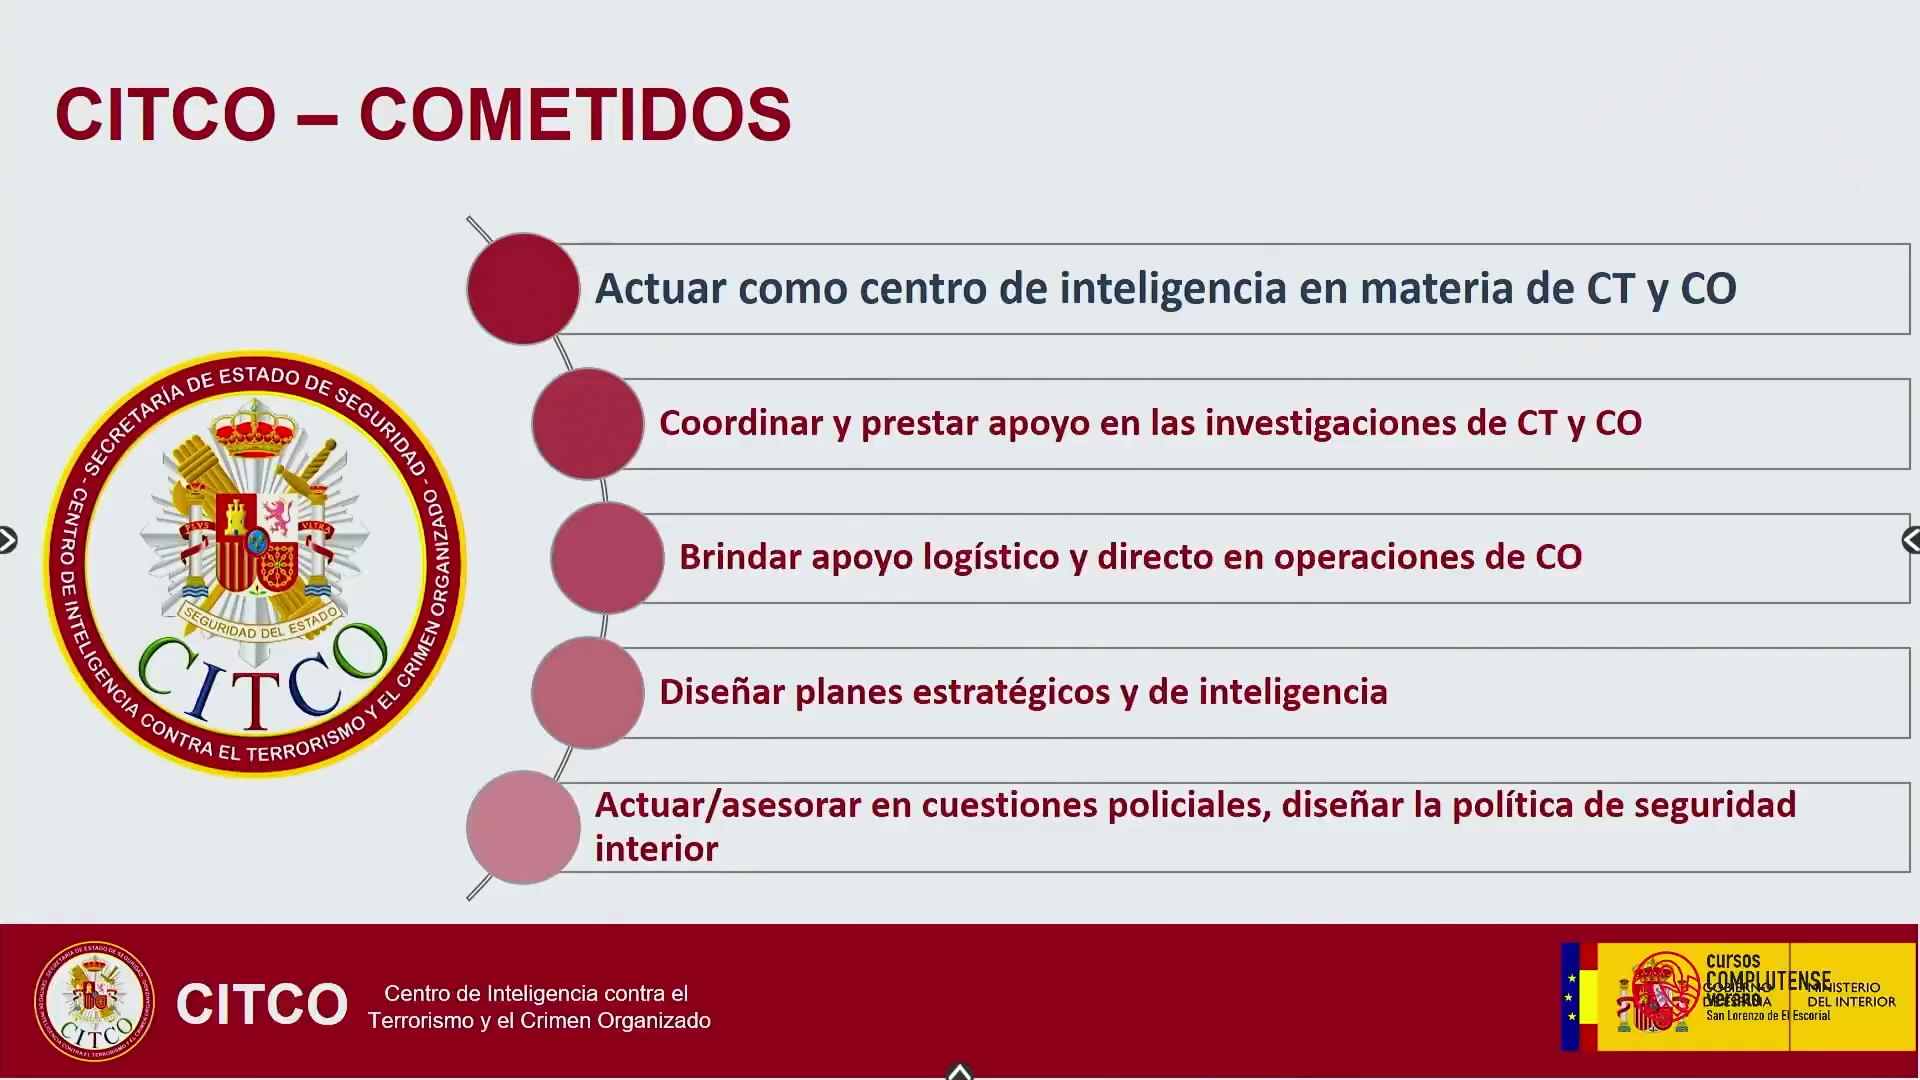 CITCO – COMETIDOS
Actuar como centro de inteligencia en materia de CT y CO
Coordinar y prestar apoyo en las investigaciones de CT y CO
Brindar apoyo logístico y directo en operaciones de CO
Diseñar planes estratégicos y de inteligencia
Actuar/asesorar en cuestiones policiales, diseñar la política de seguridad
interior
- SECRETARÍA DE ESTADO DE SEGURIDAD -
CENTRO DE INTELIGENCIA CONTRA EL TERRORISMO Y EL CRIMEN ORGANIZADO
PLVS VLTRA
SEGURIDAD DEL ESTADO
CITCO
CITCO
CITCO
Centro de Inteligencia contra el
Terrorismo y el Crimen Organizado
cursos
COMPLUTENSE
verano
San Lorenzo de El Escorial
GOBIERNO
DE ESPAÑA
MINISTERIO
DEL INTERIOR